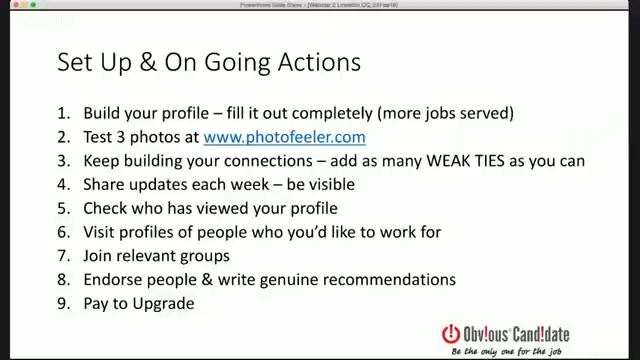 PowerPoint Slide Show - [Webinar 2 LinkedIn OC_20Feb18]
Set Up & On Going Actions
1. Build your profile – fill it out completely (more jobs served)
2. Test 3 photos at www.photofeeler.com
3. Keep building your connections – add as many WEAK TIES as you can
4. Share updates each week – be visible
5. Check who has viewed your profile
6. Visit profiles of people who you'd like to work for
7. Join relevant groups
8. Endorse people & write genuine recommendations
9. Pay to Upgrade
Obv!ous® Cand!date
Be the only one for the job